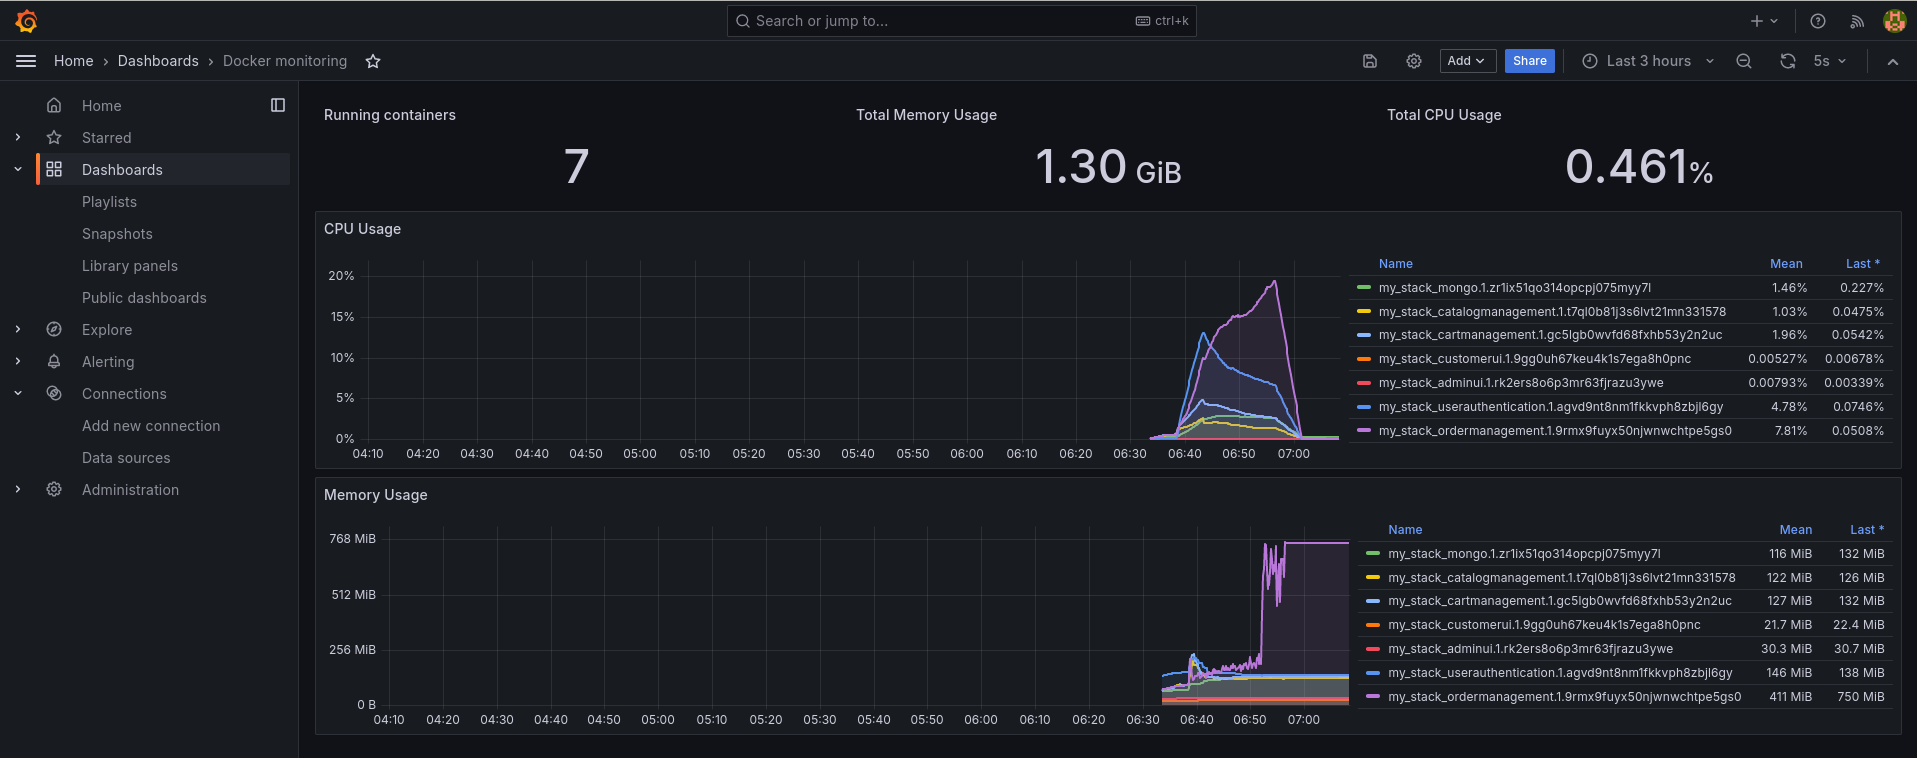 Search or jump to...
ctrl+k
Home
Dashboards
Docker monitoring
Add
Share
Last 3 hours
5s
Home
Starred
Dashboards
Playlists
Snapshots
Library panels
Public dashboards
Explore
Alerting
Connections
Add new connection
Data sources
Administration
Running containers
7
Total Memory Usage
1.30 GiB
Total CPU Usage
0.461%
CPU Usage
20%
15%
10%
5%
0%
04:10 04:20 04:30 04:40 04:50 05:00 05:10 05:20 05:30 05:40 05:50 06:00 06:10 06:20 06:30 06:40 06:50 07:00
Name Mean Last *
my_stack_mongo.1.zr1ix51qo314opcpj075myy7l 1.46% 0.227%
my_stack_catalogmanagement.1.t7ql0b81j3s6lvt21mn331578 1.03% 0.0475%
my_stack_cartmanagement.1.gc5lgb0wvfd68fxhb53y2n2uc 1.96% 0.0542%
my_stack_customerui.1.9gg0uh67keu4k1s7ega8h0pnc 0.00527% 0.00678%
my_stack_adminui.1.rk2ers8o6p3mr63fjrazu3ywe 0.00793% 0.00339%
my_stack_userauthentication.1.agvd9nt8nm1fkkvph8zbjl6gy 4.78% 0.0746%
my_stack_ordermanagement.1.9rmx9fuyx50njwnwchtpe5gs0 7.81% 0.0508%
Memory Usage
768 MiB
512 MiB
256 MiB
0 B
04:10 04:20 04:30 04:40 04:50 05:00 05:10 05:20 05:30 05:40 05:50 06:00 06:10 06:20 06:30 06:40 06:50 07:00
Name Mean Last *
my_stack_mongo.1.zr1ix51qo314opcpj075myy7l 116 MiB 132 MiB
my_stack_catalogmanagement.1.t7ql0b81j3s6lvt21mn331578 122 MiB 126 MiB
my_stack_cartmanagement.1.gc5lgb0wvfd68fxhb53y2n2uc 127 MiB 132 MiB
my_stack_customerui.1.9gg0uh67keu4k1s7ega8h0pnc 21.7 MiB 22.4 MiB
my_stack_adminui.1.rk2ers8o6p3mr63fjrazu3ywe 30.3 MiB 30.7 MiB
my_stack_userauthentication.1.agvd9nt8nm1fkkvph8zbjl6gy 146 MiB 138 MiB
my_stack_ordermanagement.1.9rmx9fuyx50njwnwchtpe5gs0 411 MiB 750 MiB